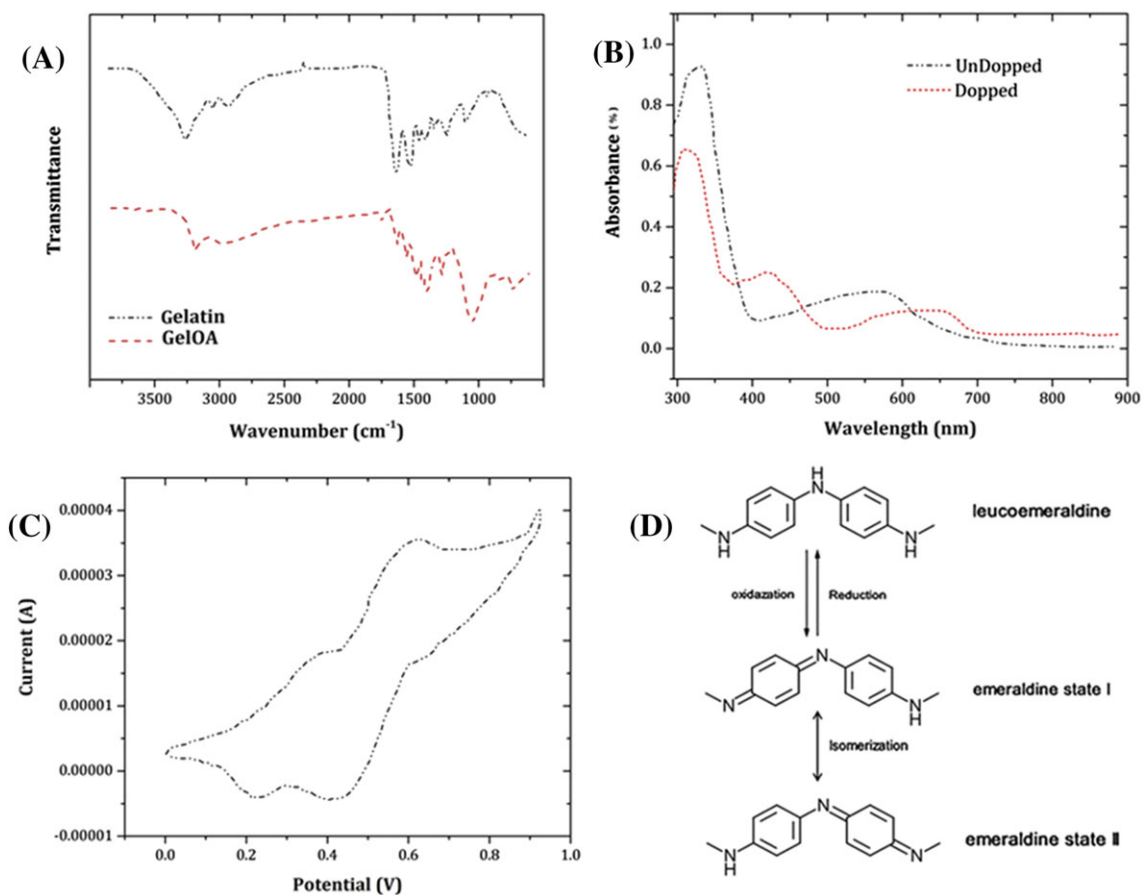 (A)
Transmittance
Gelatin
GelOA
3500 3000 2500 2000 1500 1000
Wavenumber (cm⁻¹)
(B)
1.0
0.8
0.6
0.4
0.2
0.0
Absorbance (%)
UnDopped
Dopped
300 400 500 600 700 800 900
Wavelength (nm)
(C)
0.00004
0.00003
0.00002
0.00001
0.00000
-0.00001
Current (A)
0.0 0.2 0.4 0.6 0.8 1.0
Potential (V)
(D)
H
N
N
H
N
H
leucoemeraldine
oxidazation
Reduction
N
N
N
H
emeraldine state I
Isomerization
N
N
H
N
emeraldine state II